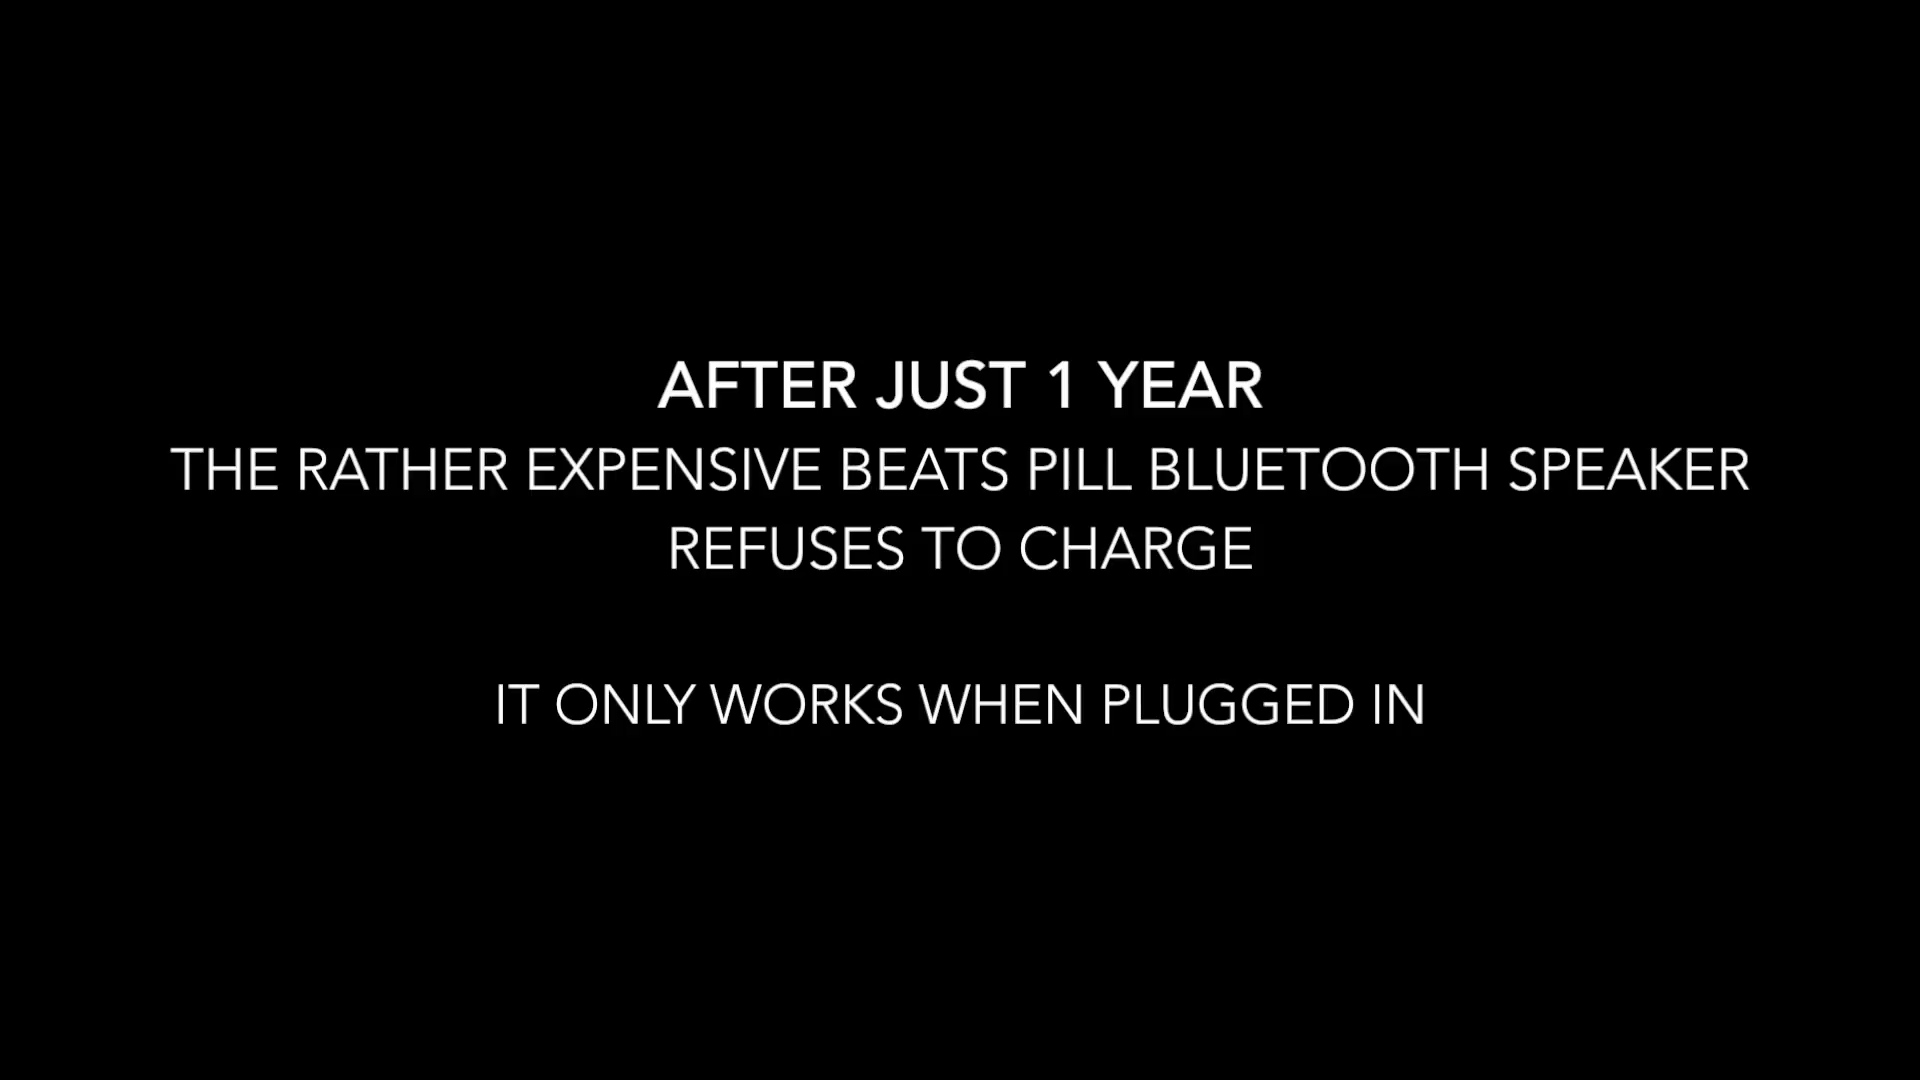 AFTER JUST 1 YEAR
THE RATHER EXPENSIVE BEATS PILL BLUETOOTH SPEAKER
REFUSES TO CHARGE
IT ONLY WORKS WHEN PLUGGED IN